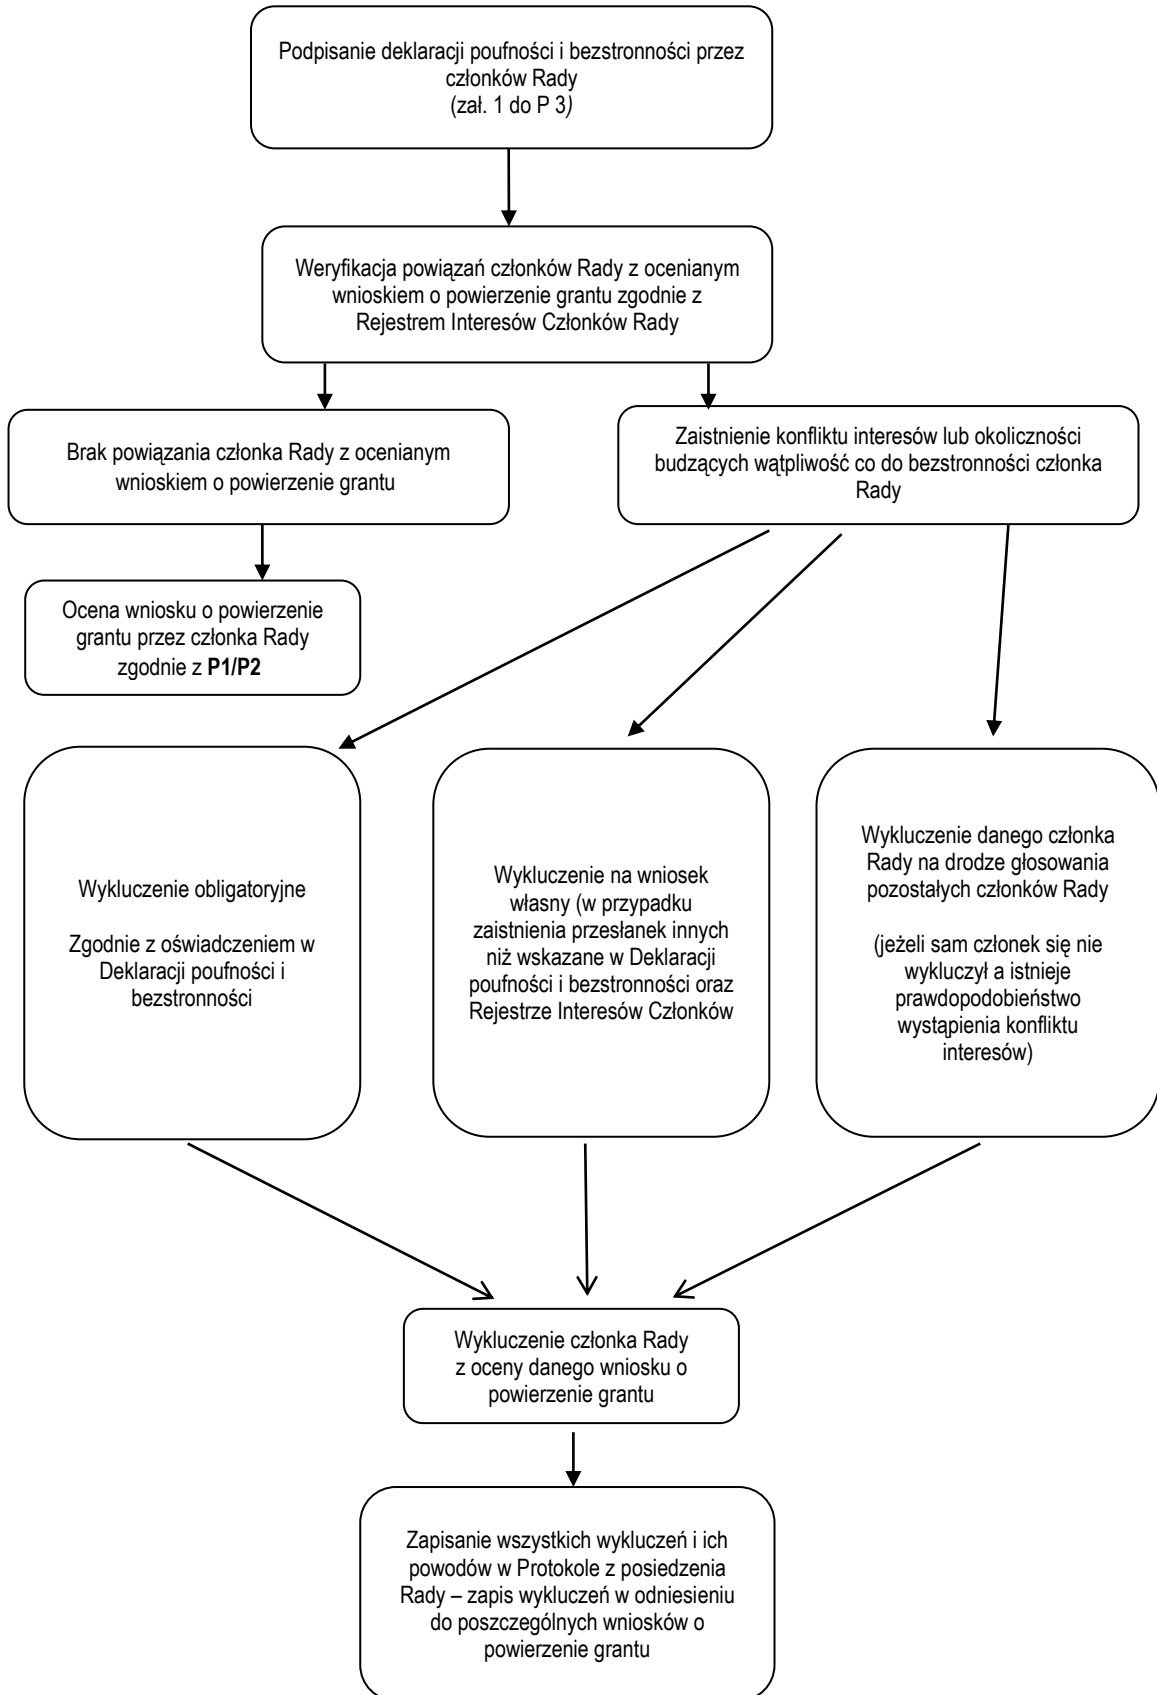 Podpisanie deklaracji poufności i bezstronności przez
członków Rady
(zał. 1 do P 3)
Weryfikacja powiązań członków Rady z ocenianym
wnioskiem o powierzenie grantu zgodnie z
Rejestrem Interesów Członków Rady
Brak powiązania członka Rady z ocenianym
wnioskiem o powierzenie grantu
Zaistnienie konfliktu interesów lub okoliczności
budzących wątpliwość co do bezstronności członka
Rady
Ocena wniosku o powierzenie
grantu przez członka Rady
zgodnie z P1/P2
Wykluczenie obligatoryjne
Zgodnie z oświadczeniem w
Deklaracji poufności i
bezstronności
Wykluczenie na wniosek
własny (w przypadku
zaistnienia przesłanek innych
niż wskazane w Deklaracji
poufności i bezstronności oraz
Rejestrze Interesów Członków
Wykluczenie danego członka
Rady na drodze głosowania
pozostałych członków Rady
(jeżeli sam członek się nie
wykluczył a istnieje
prawdopodobieństwo
wystąpienia konfliktu
interesów)
Wykluczenie członka Rady
z oceny danego wniosku o
powierzenie grantu
Zapisanie wszystkich wykluczeń i ich
powodów w Protokole z posiedzenia
Rady – zapis wykluczeń w odniesieniu
do poszczególnych wniosków o
powierzenie grantu